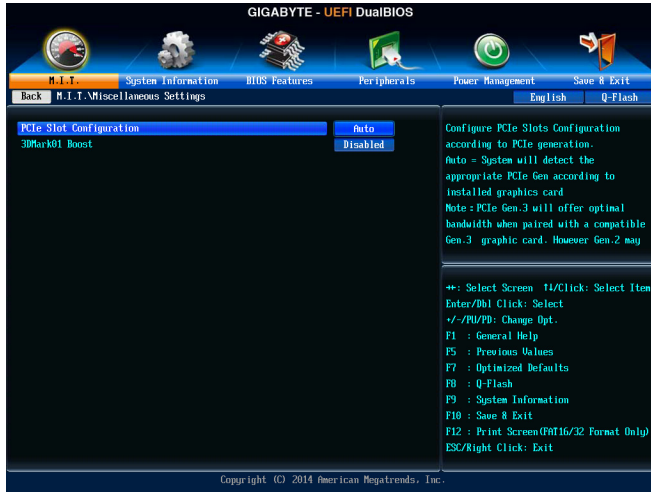 GIGABYTE - UEFI DualBIOS
M.I.T. System Information BIOS Features Peripherals Power Management Save & Exit
Back M.I.T.\Miscellaneous Settings English Q-Flash
PCIe Slot Configuration Auto
3DMark01 Boost Disabled
Configure PCIe Slots Configuration
according to PCIe generation.
Auto = System will detect the
appropriate PCIe Gen according to
installed graphics card
Note : PCIe Gen.3 will offer optimal
bandwidth when paired with a compatible
Gen.3 graphic card. However Gen.2 may
→←: Select Screen ↑↓/Click: Select Item
Enter/Dbl Click: Select
+/-/PU/PD: Change Opt.
F1 : General Help
F5 : Previous Values
F7 : Optimized Defaults
F8 : Q-Flash
F9 : System Information
F10 : Save & Exit
F12 : Print Screen(FAT16/32 Format Only)
ESC/Right Click: Exit
Copyright (C) 2014 American Megatrends, Inc.